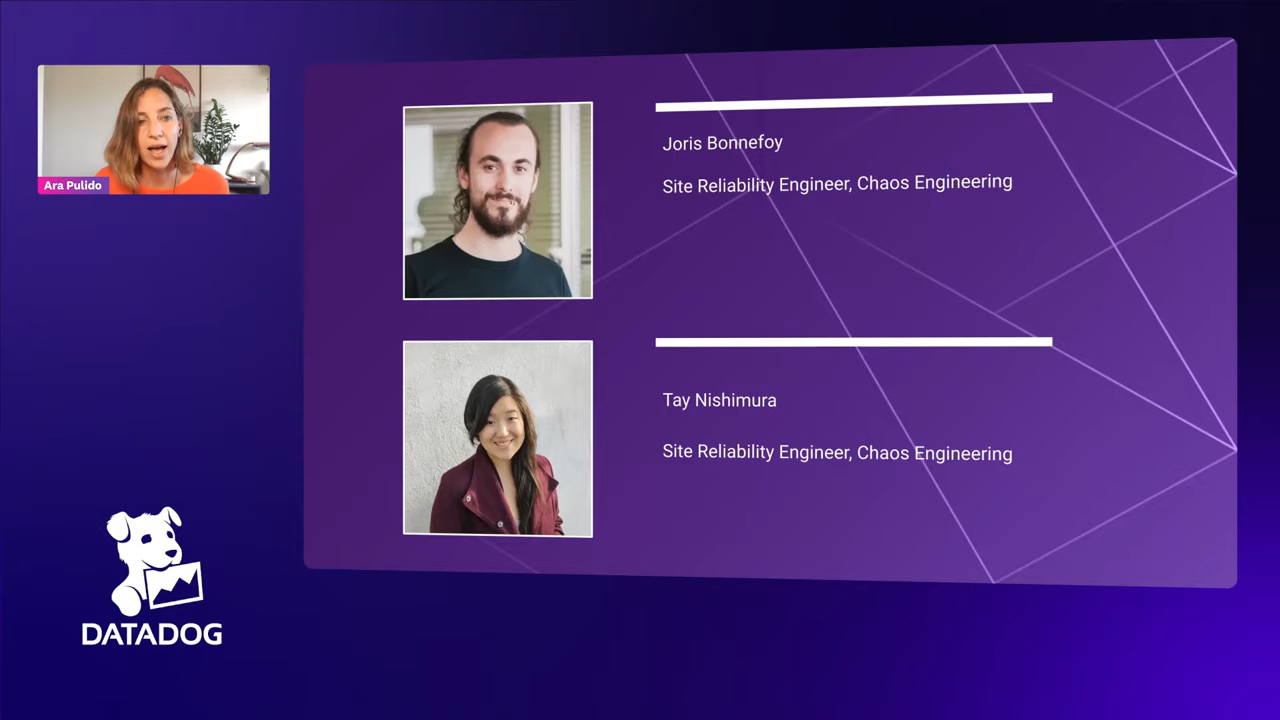 Ara Pulido
Joris Bonnefoy
Site Reliability Engineer, Chaos Engineering
Tay Nishimura
Site Reliability Engineer, Chaos Engineering
DATADOG